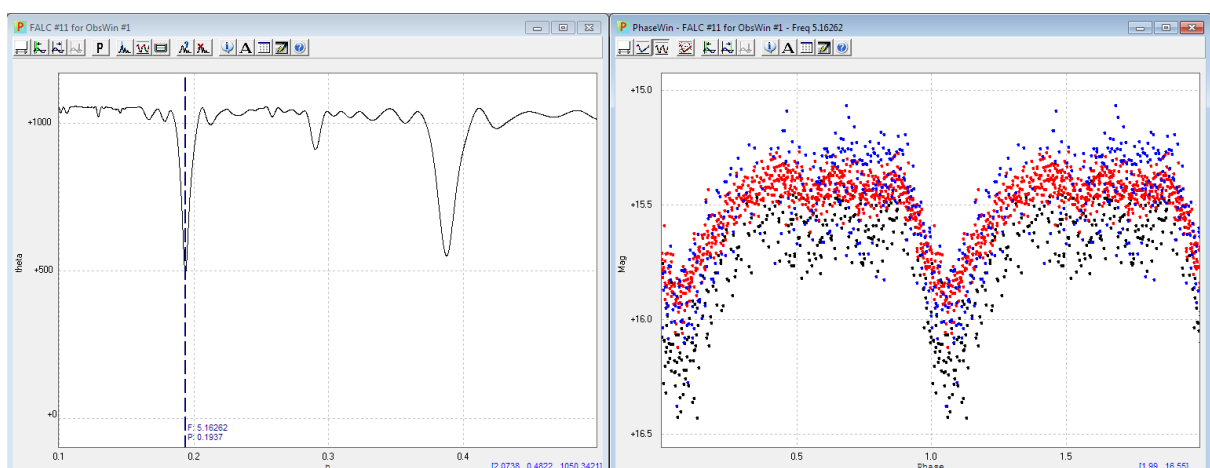 FALC #11 for ObsWin #1
P
A
+1000
+500
+0
theta
F: 5.16262
P: 0.1937
0.1
0.2
0.3
0.4
[2.0738, 0.4822, 1050.3421]
PhaseWin - FALC #11 for ObsWin #1 - Freq 5.16262
A
+15.0
+15.5
+16.0
+16.5
Mag
0.5
1.0
1.5
Phase
[1.99, 16.55]